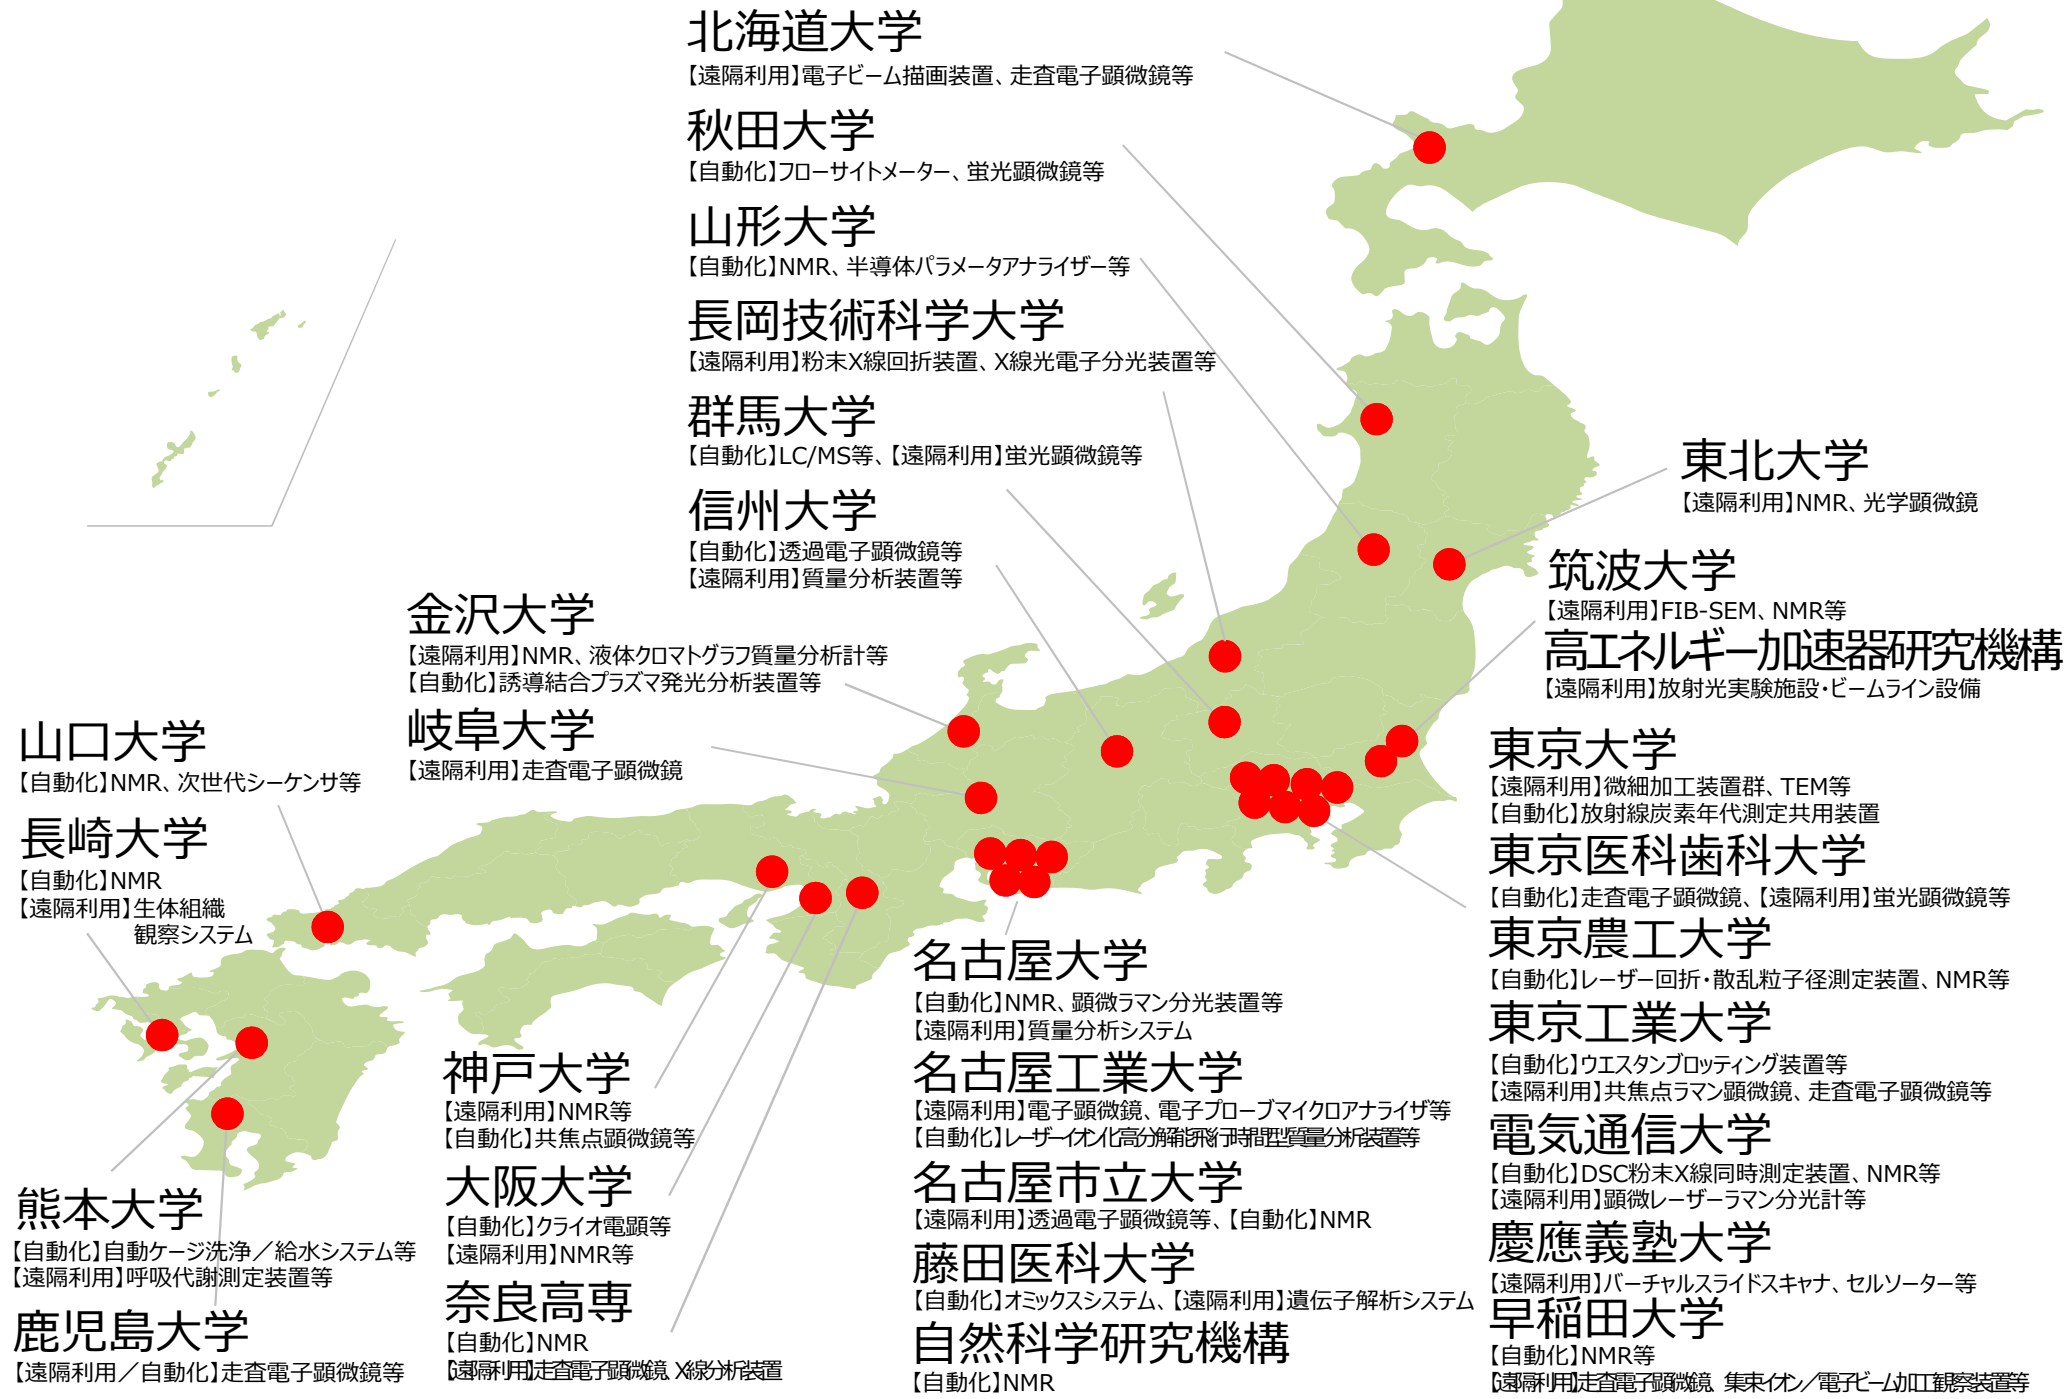 北海道大学
【遠隔利用】電子ビーム描画装置、走査電子顕微鏡等
秋田大学
【自動化】フローサイトメーター、蛍光顕微鏡等
山形大学
【自動化】NMR、半導体パラメータアナライザー等
長岡技術科学大学
【遠隔利用】粉末X線回折装置、X線光電子分光装置等
群馬大学
【自動化】LC/MS等、【遠隔利用】蛍光顕微鏡等
信州大学
【自動化】透過電子顕微鏡等
【遠隔利用】質量分析装置等
金沢大学
【遠隔利用】NMR、液体クロマトグラフ質量分析計等
【自動化】誘導結合プラズマ発光分析装置等
岐阜大学
【遠隔利用】走査電子顕微鏡
山口大学
【自動化】NMR、次世代シーケンサ等
長崎大学
【自動化】NMR
【遠隔利用】生体組織
観察システム
熊本大学
【自動化】自動ケージ洗浄／給水システム等
【遠隔利用】呼吸代謝測定装置等
鹿児島大学
【遠隔利用／自動化】走査電子顕微鏡等
神戸大学
【遠隔利用】NMR等
【自動化】共焦点顕微鏡等
大阪大学
【自動化】クライオ電顕等
【遠隔利用】NMR等
奈良高専
【自動化】NMR
【遠隔利用】走査電子顕微鏡、X線分析装置
名古屋大学
【自動化】NMR、顕微ラマン分光装置等
【遠隔利用】質量分析システム
名古屋工業大学
【遠隔利用】電子顕微鏡、電子プローブマイクロアナライザ等
【自動化】レーザーイオン化高分解能飛行時間型質量分析装置等
名古屋市立大学
【遠隔利用】透過電子顕微鏡等、【自動化】NMR
藤田医科大学
【自動化】オミックスシステム、【遠隔利用】遺伝子解析システム
自然科学研究機構
【自動化】NMR
東北大学
【遠隔利用】NMR、光学顕微鏡
筑波大学
【遠隔利用】FIB-SEM、NMR等
高エネルギー加速器研究機構
【遠隔利用】放射光実験施設・ビームライン設備
東京大学
【遠隔利用】微細加工装置群、TEM等
【自動化】放射線炭素年代測定共用装置
東京医科歯科大学
【自動化】走査電子顕微鏡、【遠隔利用】蛍光顕微鏡等
東京農工大学
【自動化】レーザー回折・散乱粒子径測定装置、NMR等
東京工業大学
【自動化】ウエスタンブロッティング装置等
【遠隔利用】共焦点ラマン顕微鏡、走査電子顕微鏡等
電気通信大学
【自動化】DSC粉末X線同時測定装置、NMR等
【遠隔利用】顕微レーザーラマン分光計等
慶應義塾大学
【遠隔利用】バーチャルスライドスキャナ、セルソーター等
早稲田大学
【自動化】NMR等
【遠隔利用】走査電子顕微鏡、集束イオン／電子ビーム加工観察装置等